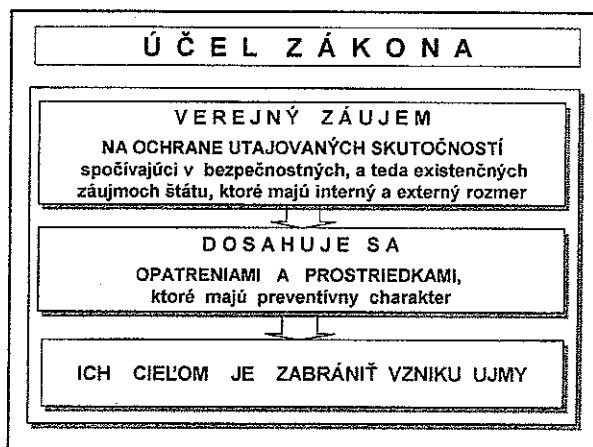 ÚČEL ZÁKONA
VEREJNÝ ZÁUJEM
NA OCHRANE UTAJOVANÝCH SKUTOČNOSTÍ
spočívajúci v bezpečnostných, a teda existenčných
záujmoch štátu, ktoré majú interný a externý rozmer
DOSAHUJE SA
OPATRENIAMI A PROSTRIEDKAMI,
ktoré majú preventívny charakter
ICH CIEĽOM JE ZABRÁNIŤ VZNIKU UJMY